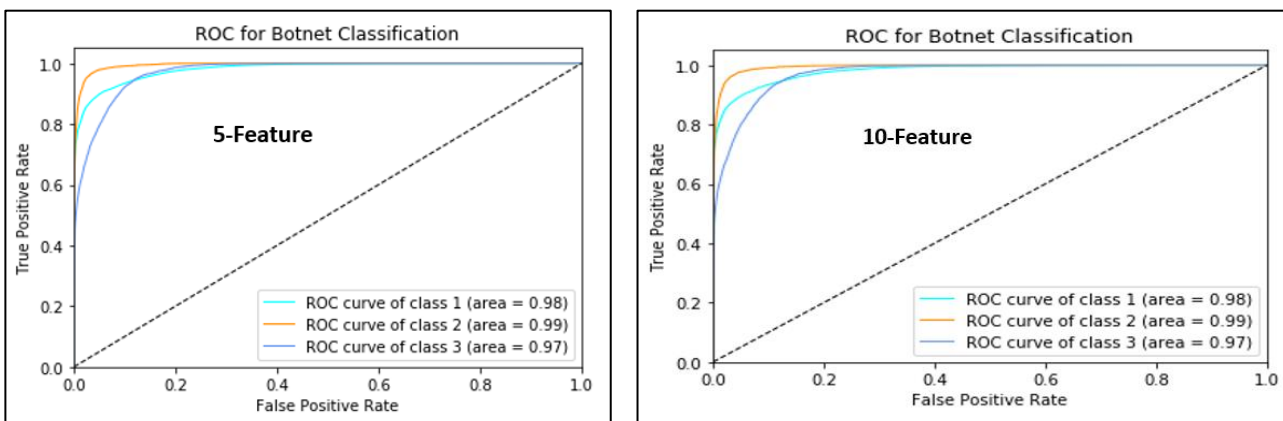 ROC for Botnet Classification
1.0
0.8
0.6
0.4
0.2
0.0
True Positive Rate
5-Feature
ROC curve of class 1 (area = 0.98)
ROC curve of class 2 (area = 0.99)
ROC curve of class 3 (area = 0.97)
0.0 0.2 0.4 0.6 0.8 1.0
False Positive Rate
ROC for Botnet Classification
1.0
0.8
0.6
0.4
0.2
0.0
True Positive Rate
10-Feature
ROC curve of class 1 (area = 0.98)
ROC curve of class 2 (area = 0.99)
ROC curve of class 3 (area = 0.97)
0.0 0.2 0.4 0.6 0.8 1.0
False Positive Rate